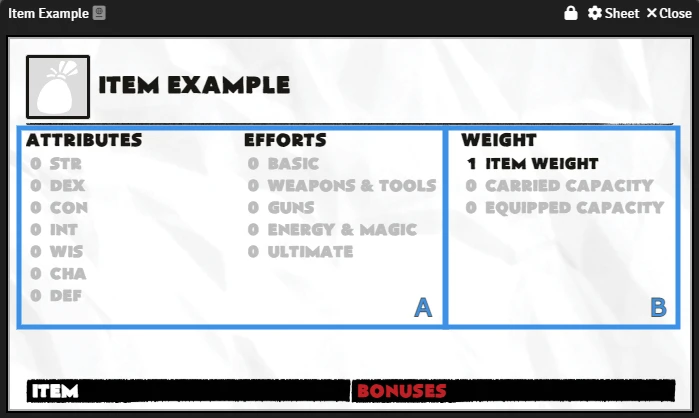 Item Example @ Sheet ×Close
ITEM EXAMPLE
ATTRIBUTES
0 STR
0 DEX
0 CON
0 INT
0 WIS
0 CHA
0 DEF
EFFORTS
0 BASIC
0 WEAPONS & TOOLS
0 GUNS
0 ENERGY & MAGIC
0 ULTIMATE
A
WEIGHT
1 ITEM WEIGHT
0 CARRIED CAPACITY
0 EQUIPPED CAPACITY
B
ITEM BONUSES